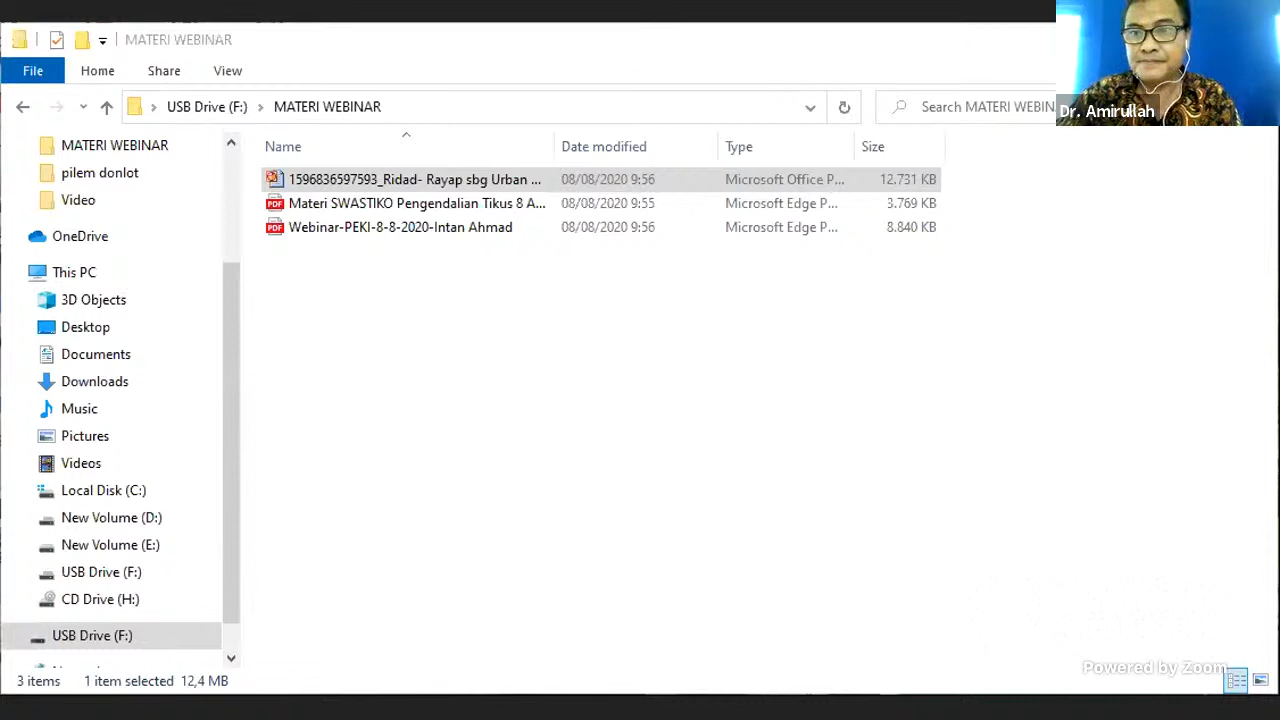 MATERI WEBINAR
File Home Share View
USB Drive (F:) MATERI WEBINAR
Search MATERI WEBIN
Dr. Amirullah
MATERI WEBINAR
pilem donlot
Video
OneDrive
This PC
3D Objects
Desktop
Documents
Downloads
Music
Pictures
Videos
Local Disk (C:)
New Volume (D:)
New Volume (E:)
USB Drive (F:)
CD Drive (H:)
USB Drive (F:)
Name Date modified Type Size
1596836597593_Ridad- Rayap sbg Urban ... 08/08/2020 9:56 Microsoft Office P... 12.731 KB
PDF Materi SWASTIKO Pengendalian Tikus 8 A... 08/08/2020 9:55 Microsoft Edge P... 3.769 KB
PDF Webinar-PEKI-8-8-2020-Intan Ahmad 08/08/2020 9:56 Microsoft Edge P... 8.840 KB
Powered by Zoom
3 items 1 item selected 12,4 MB